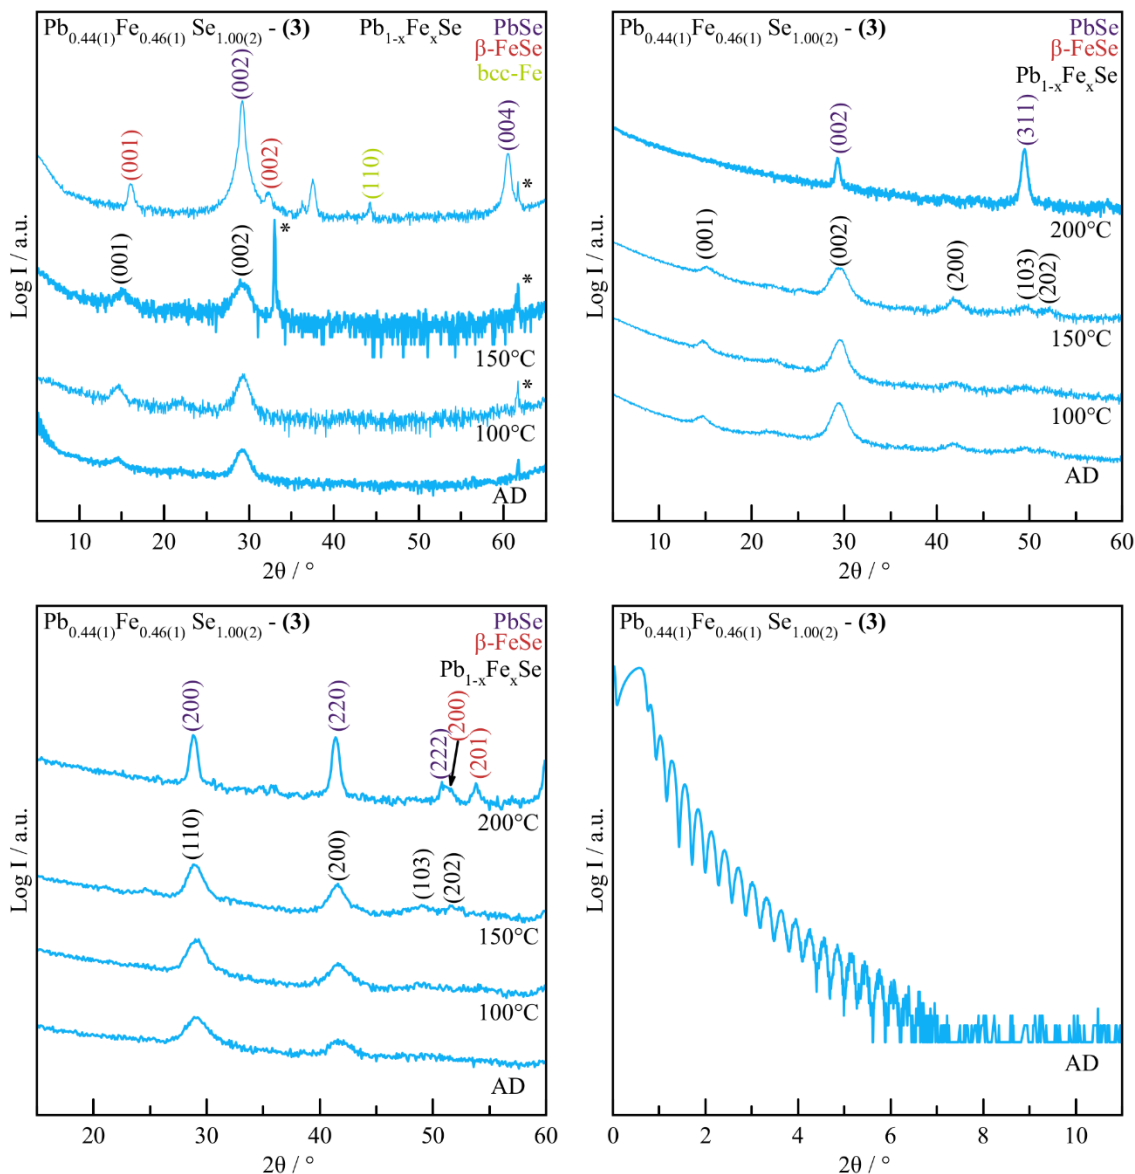 Pb0.44(1)Fe0.46(1) Se1.00(2) - (3) Pb1-xFexSe PbSe
β-FeSe
bcc-Fe
(001)
(002)
(002)
(110)
(004)
*
(001)
(002)
*
*
150°C
*
100°C
AD
Log I / a.u.
10 20 30 40 50 60
2θ / °
Pb0.44(1)Fe0.46(1) Se1.00(2) - (3) PbSe
β-FeSe
Pb1-xFexSe
(002)
(311)
200°C
(001)
(002)
(200)
(103)
(202)
150°C
100°C
AD
Log I / a.u.
10 20 30 40 50 60
2θ / °
Pb0.44(1)Fe0.46(1) Se1.00(2) - (3) PbSe
β-FeSe
Pb1-xFexSe
(200)
(220)
(222)
(200)
(201)
200°C
(110)
(200)
(103)
(202)
150°C
100°C
AD
Log I / a.u.
20 30 40 50 60
2θ / °
Pb0.44(1)Fe0.46(1) Se1.00(2) - (3)
AD
Log I / a.u.
0 2 4 6 8 10
2θ / °